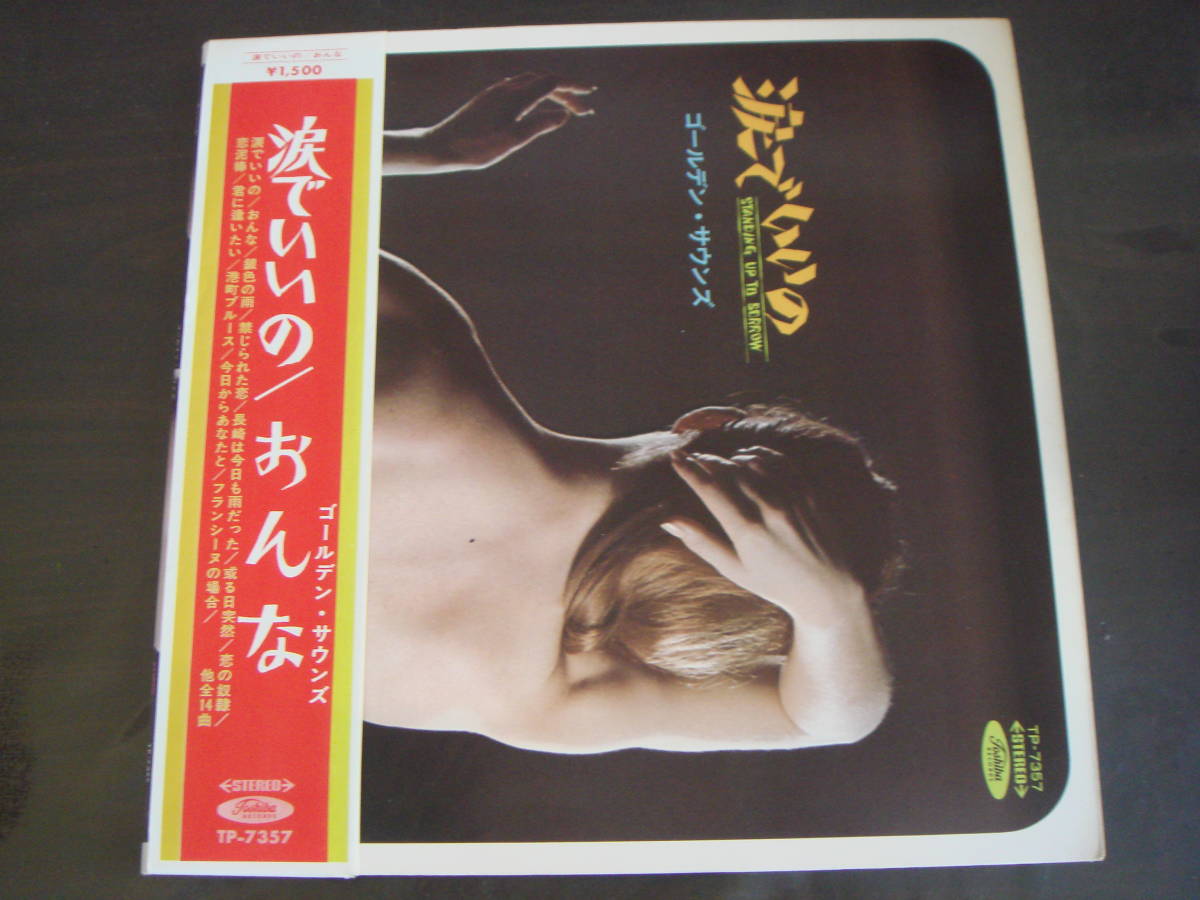 涙でいいの/おんな
¥1,500
涙でいいの/おんな
ゴールデン・サウンズ
涙でいいの/おんな/銀色の雨/禁じられた恋/長崎は今日も雨だった/或る日突然/恋の奴隷/
恋泥棒/君に逢いたい/港町ブルース/今日からあなたと/フランシーヌの場合/
他全14曲
STEREO
Toshiba
RECORDS
TP-7357
涙でいいの
STANDING UP TO SERROW
ゴールデン・サウンズ
TP-7357
STEREO
Toshiba
RECORDS